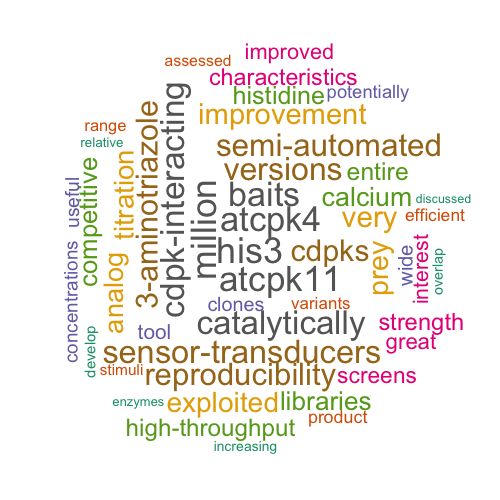 assessed
improved
characteristics
histidine
potentially
improvement
range
relative
semi-automated
versions
entire
baits
calcium
discussed
atcpk4
very
efficient
his3
cdpks
atcpk11
clones
variants
catalytically
strength
great
tool
sensor-transducers
stimuli
reproducibility
screens
enzymes
exploited
libraries
product
high-throughput
increasing
useful
concentrations
competitive
develop
analog
titration
3-aminotriazole
cdpk-interacting
million
prey
wide
interest
overlap